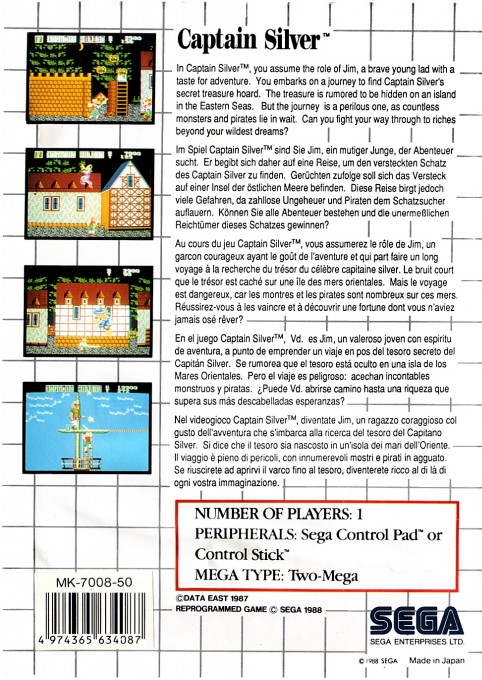 Captain Silver™
In Captain Silver™, you assume the role of Jim, a brave young lad with a
taste for adventure. You embarks on a journey to find Captain Silver's
secret treasure hoard. The treasure is rumored to be hidden on an island
in the Eastern Seas. But the journey is a perilous one, as countless
monsters and pirates lie in wait. Can you fight your way through to riches
beyond your wildest dreams?
Im Spiel Captain Silver™ sind Sie Jim, ein mutiger Junge, der Abenteuer
sucht. Er begibt sich daher auf eine Reise, um den versteckten Schatz
des Captain Silver zu finden. Gerüchten zufolge soll sich das Versteck
auf einer Insel der östlichen Meere befinden. Diese Reise birgt jedoch
viele Gefahren, da zahllose Ungeheuer und Piraten dem Schatzsucher
auflauern. Können Sie alle Abenteuer bestehen und die unermeßlichen
Reichtümer dieses Schatzes gewinnen?
Au cours du jeu Captain Silver™, vous assumerez le rôle de Jim, un
garcon courageux ayant le goût de l'aventure et qui part faire un long
voyage à la recherche du trésor du célèbre capitaine silver. Le bruit court
que le trésor est caché sur une île des mers orientales. Mais le voyage
est dangereux, car les montres et les pirates sont nombreux sur ces mers.
Réussirez-vous à les vaincre et à découvrir une fortune dont vous n'aviez
jamais osé rêver?
En el juego Captain Silver™, Vd. es Jim, un valeroso joven con espiritu
de aventura, a punto de emprender un viaje en pos del tesoro secreto del
Capitán Silver. Se rumorea que el tesoro está oculto en una isla de los
Mares Orientales. Pero el viaje es peligroso: acechan incontables
monstruos y piratas. ¿Puede Vd. abrirse camino hasta una riqueza que
supera sus más descabelladas esperanzas?
Nel videogioco Captain Silver™, diventate Jim, un ragazzo coraggioso col
gusto dell'avventura che s'imbarca alla ricerca del tesoro del Capitano
Silver. Si dice che il tesoro sia nascosto in un'isola dei mari dell'Oriente.
Il viaggio è pieno di pericoli, con innumerevoli mostri e pirati in agguato.
Se riuscirete ad aprirvi il varco fino al tesoro, diventerete ricco al di là di
ogni vostra immaginazione.
NUMBER OF PLAYERS: 1
PERIPHERALS: Sega Control Pad™ or
Control Stick™
MEGA TYPE: Two-Mega
MK-7008-50
4 974365 634087
©DATA EAST 1987
REPROGRAMMED GAME © SEGA 1988
SEGA
SEGA ENTERPRISES LTD.
© 1988 SEGA Made in Japan